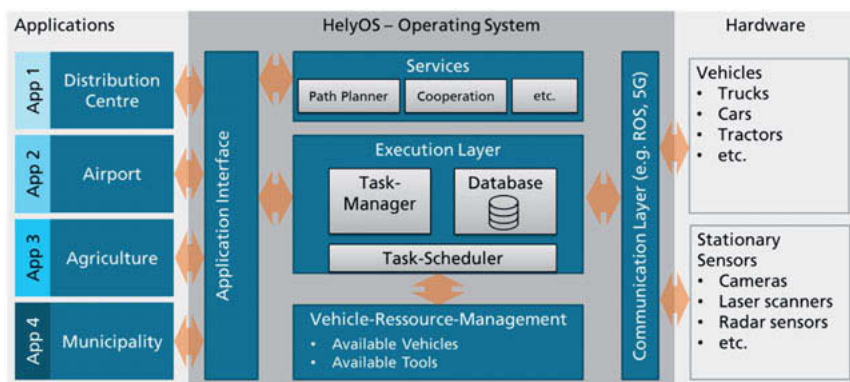 Applications
HelyOS – Operating System
Hardware
App 1
Distribution
Centre
App 2
Airport
App 3
Agriculture
App 4
Municipality
Application Interface
Services
Path Planner
Cooperation
etc.
Execution Layer
Task-
Manager
Database
Task-Scheduler
Vehicle-Ressource-Management
• Available Vehicles
• Available Tools
Communication Layer (e.g. ROS, 5G)
Vehicles
• Trucks
• Cars
• Tractors
• etc.
Stationary
Sensors
• Cameras
• Laser scanners
• Radar sensors
• etc.